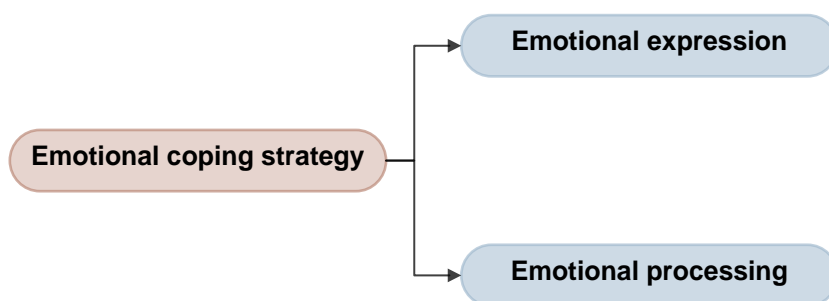 Emotional expression
Emotional coping strategy
Emotional processing